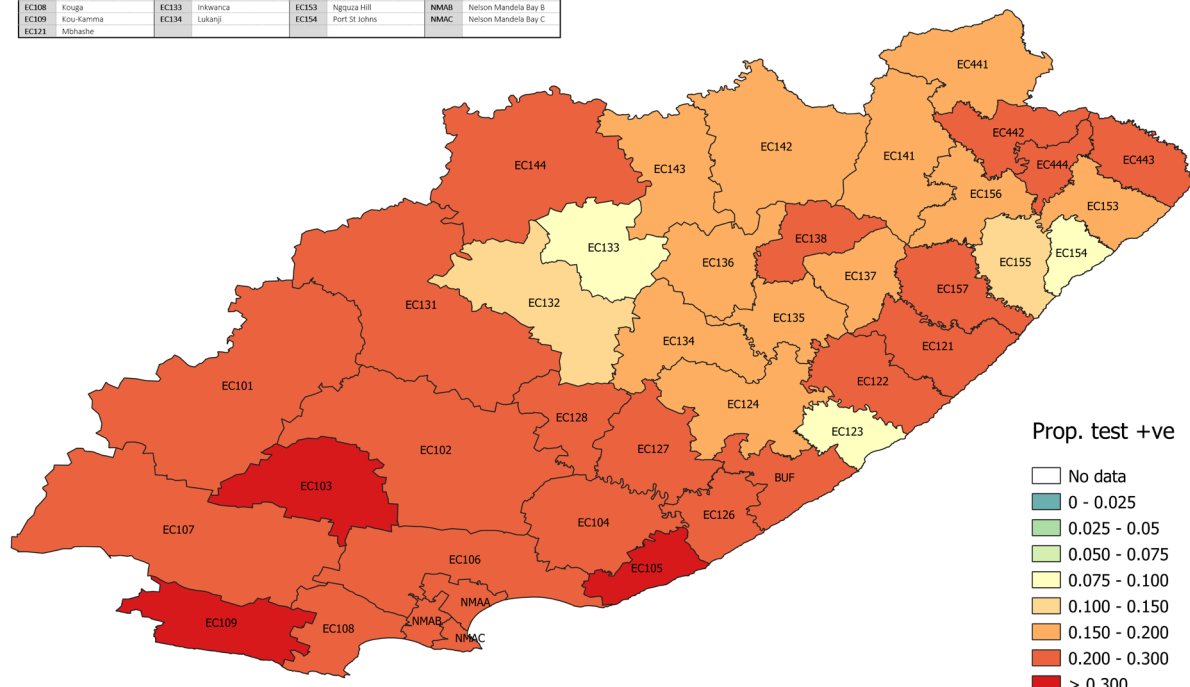 EC108 Kouga EC133 Inkwanca EC153 Ngquza Hill NMAB Nelson Mandela Bay B
EC109 Kou-Kamma EC134 Lukanji EC154 Port St Johns NMAC Nelson Mandela Bay C
EC121 Mbhashe
EC441
EC442
EC144
EC143
EC142
EC141
EC444
EC443
EC156
EC153
EC133
EC136
EC138
EC137
EC155
EC154
EC131
EC132
EC157
EC135
EC134
EC121
EC101
EC122
EC128
EC124
EC123
EC102
EC127
Prop. test +ve
BUF
No data
EC103
0 - 0.025
EC107
EC104
EC126
0.025 - 0.05
EC106
EC105
0.050 - 0.075
0.075 - 0.100
NMAA
0.100 - 0.150
EC109
EC108
NMAB
NMAC
0.150 - 0.200
0.200 - 0.300
> 0.300